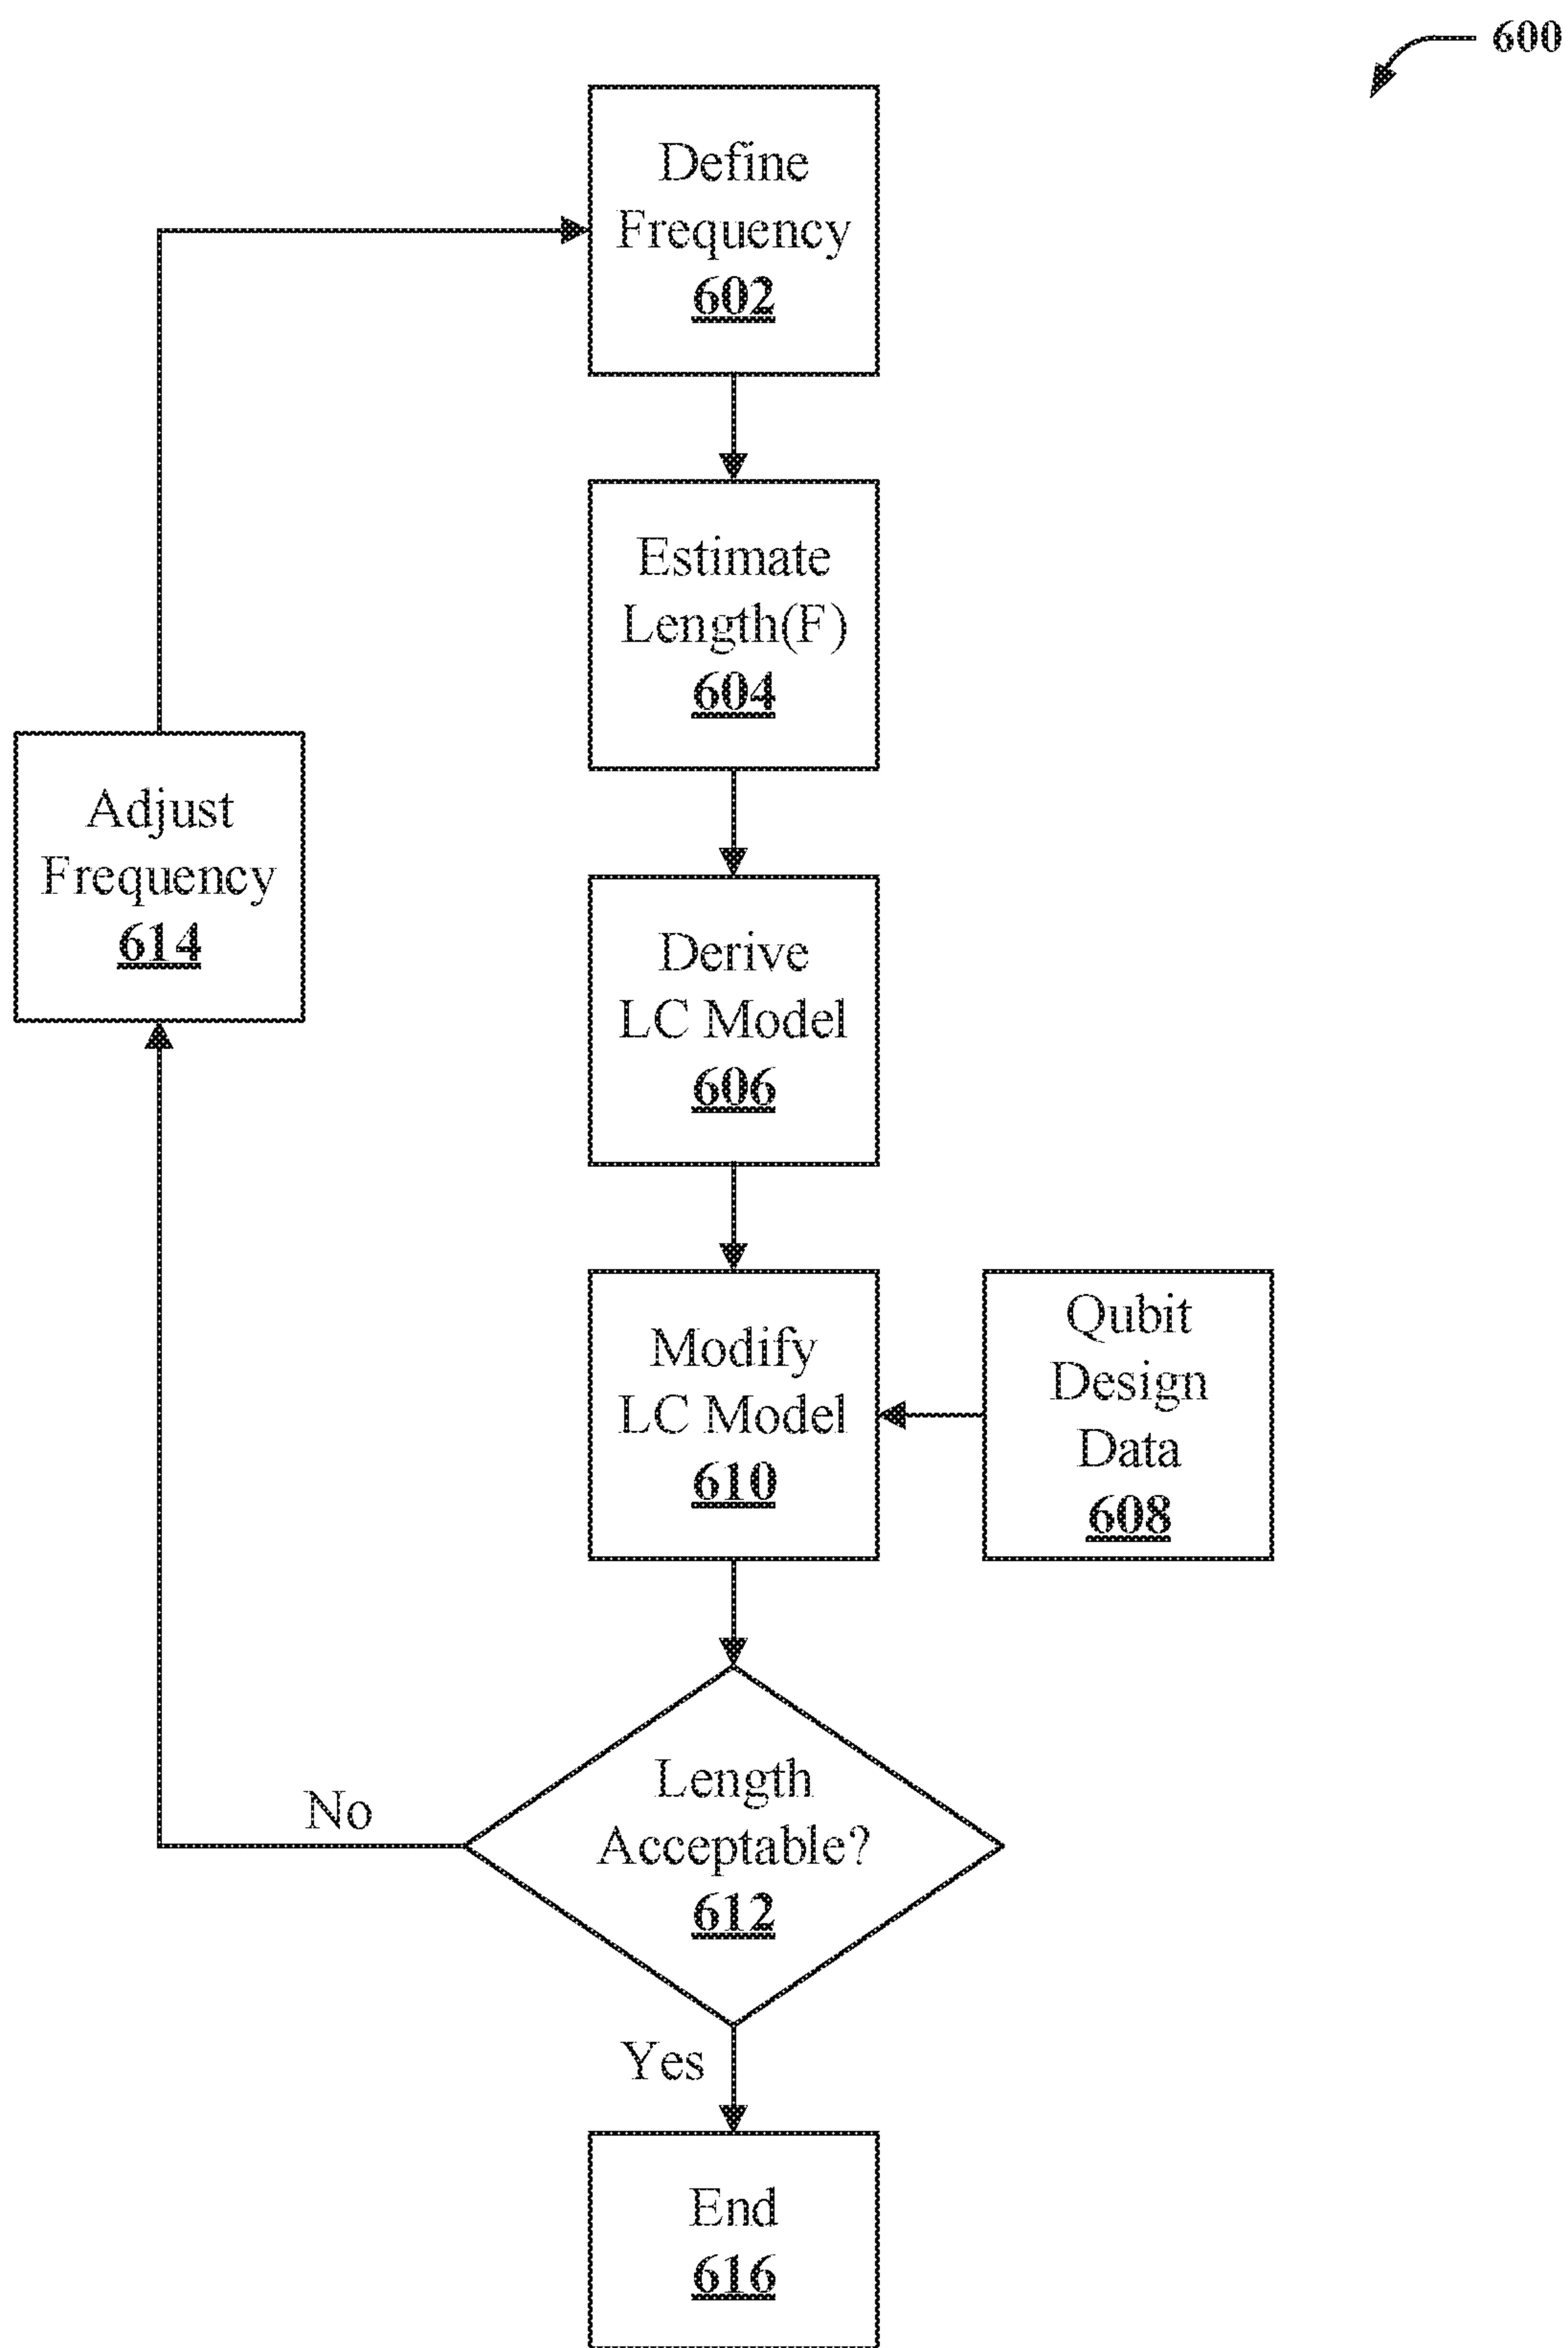 600
Define
Frequency
602
Estimate
Length(F)
604
Adjust
Frequency
614
Derive
LC Model
606
Modify
LC Model
610
Qubit
Design
Data
608
Length
Acceptable?
612
No
Yes
End
616